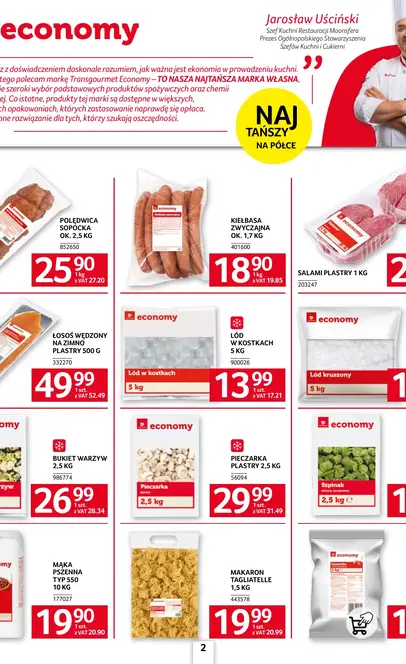 economy
Jarosław Uściński
Szef Kuchni Restauracji Moonsfera
Prezes Ogólnopolskiego Stowarzyszenia
Szefów Kuchni i Cukierni
z z doświadczeniem doskonale rozumiem, jak ważna jest ekonomia w prowadzeniu kuchni.
tego polecam markę Transgourmet Economy – TO NASZA NAJTAŃSZA MARKA WŁASNA,
ie szeroki wybór podstawowych produktów spożywczych oraz chemii
ej. Co istotne, produkty tej marki są dostępne w większych,
ch opakowaniach, których zastosowanie naprawdę się opłaca.
one rozwiązanie dla tych, którzy szukają oszczędności.
NAJ
TAŃSZY
NA PÓŁCE
POLĘDWICA
SOPOCKA
OK. 2,5 KG
852650
25 90
1 kg
z VAT 27.20
economy
KIEŁBASA
ZWYCZAJNA
OK. 1,7 KG
401600
18 90
1 kg
z VAT 19.85
economy
SALAMI PLASTRY 1 KG
203247
ŁOSOŚ WĘDZONY
NA ZIMNO
PLASTRY 500 G
332270
49 99
1 szt.
z VAT 52.49
economy
Lód w kostkach
5 kg
LÓD
W KOSTKACH
5 KG
900026
13 99
1 szt.
z VAT 17.21
economy
Lód kruszony
5 kg
economy
rzyw
BUKIET WARZYW
2,5 KG
986774
26 99
1 szt.
z VAT 28.34
economy
Pieczarka
2,5 kg
PIECZARKA
PLASTRY 2,5 KG
56094
29 99
1 szt.
z VAT 31.49
economy
Szpinak
2,5 kg
MĄKA
PSZENNA
TYP 550
10 KG
177027
19 90
1 szt.
z VAT 20.90
MAKARON
TAGLIATELLE
1,5 KG
443578
19 99
1 szt.
z VAT 20.99
economy
2